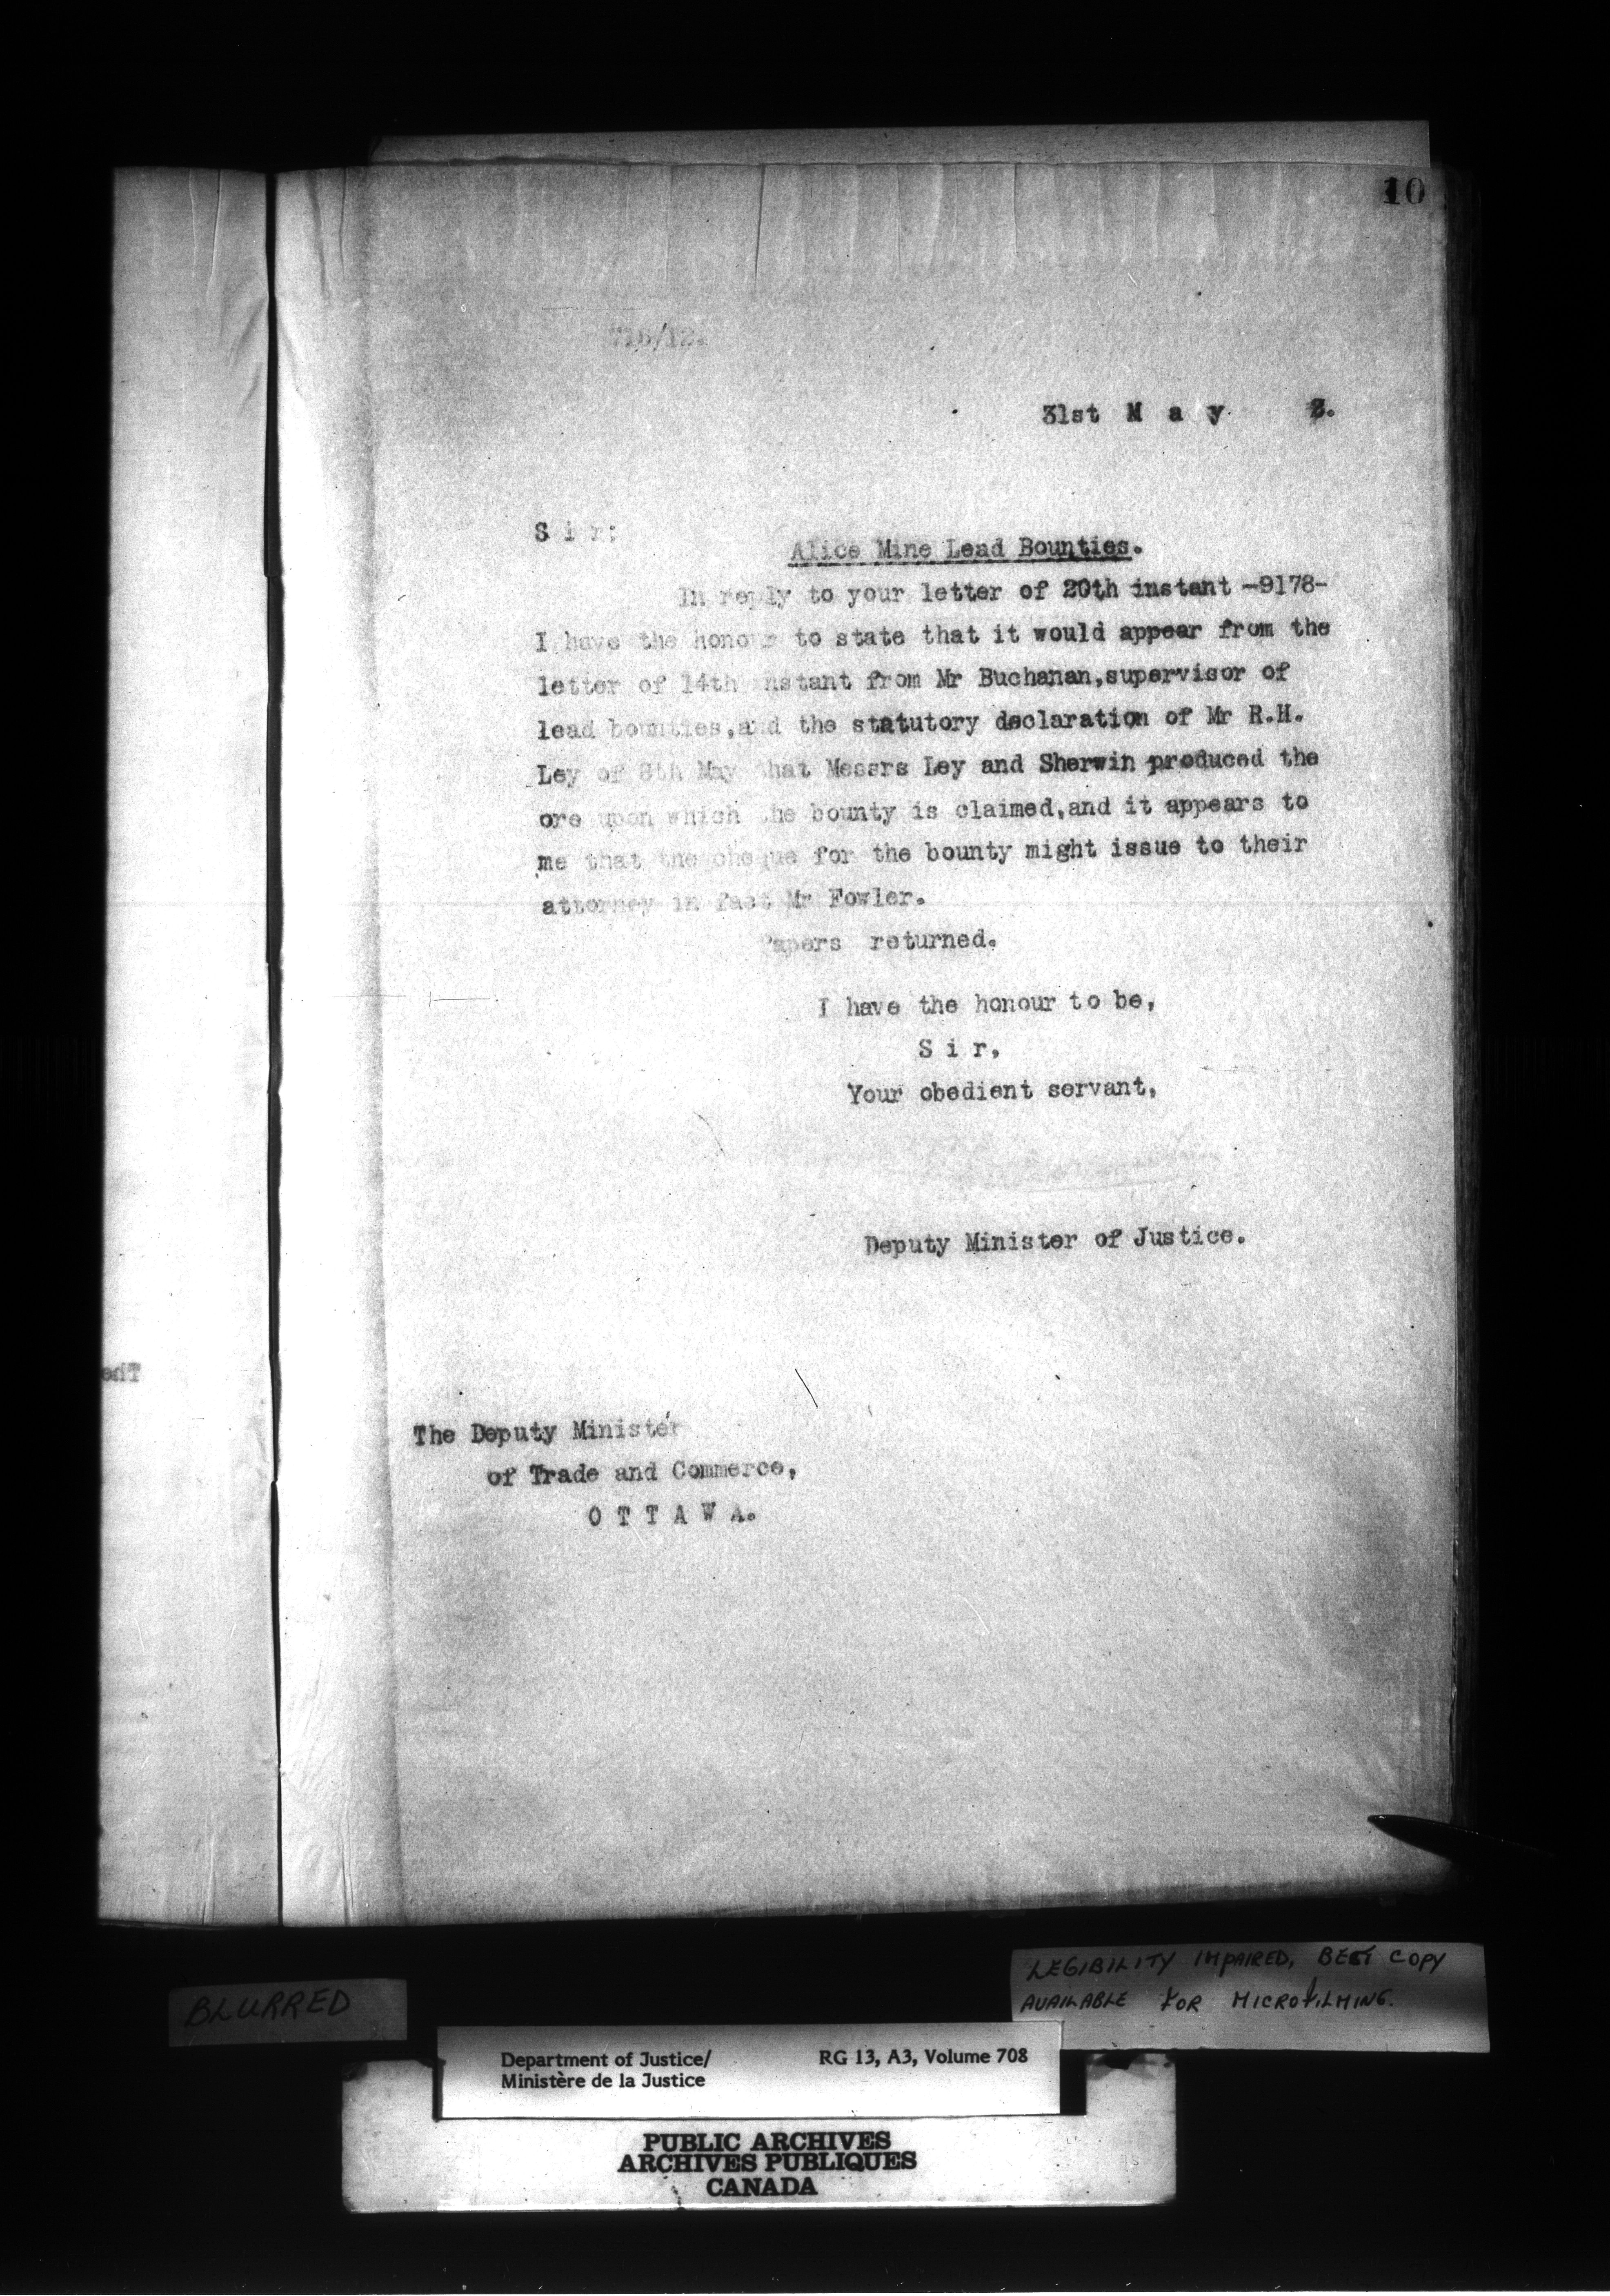 10
31st M a y 3.
S i r:
Alice Mine Lead Bounties.
In reply to your letter of 20th instant -9178-
I have the honour to state that it would appear from the
letter of 14th instant from Mr Buchanan,supervisor of
lead bounties,and the statutory declaration of Mr R.H.
Ley of 8th May that Messrs Ley and Sherwin produced the
ore upon which the bounty is claimed,and it appears to
me that the cheque for the bounty might issue to their
attorney in fact Mr Fowler.
Papers returned.
I have the honour to be,
S i r,
Your obedient servant,
Deputy Minister of Justice.
The Deputy Minister
of Trade and Commerce,
O T T A W A.
BLURRED
LEGIBILITY IMPAIRED, BEST COPY
AVAILABLE FOR MICROFILMING.
Department of Justice/
Ministère de la Justice
RG 13, A3, Volume 708
PUBLIC ARCHIVES
ARCHIVES PUBLIQUES
CANADA